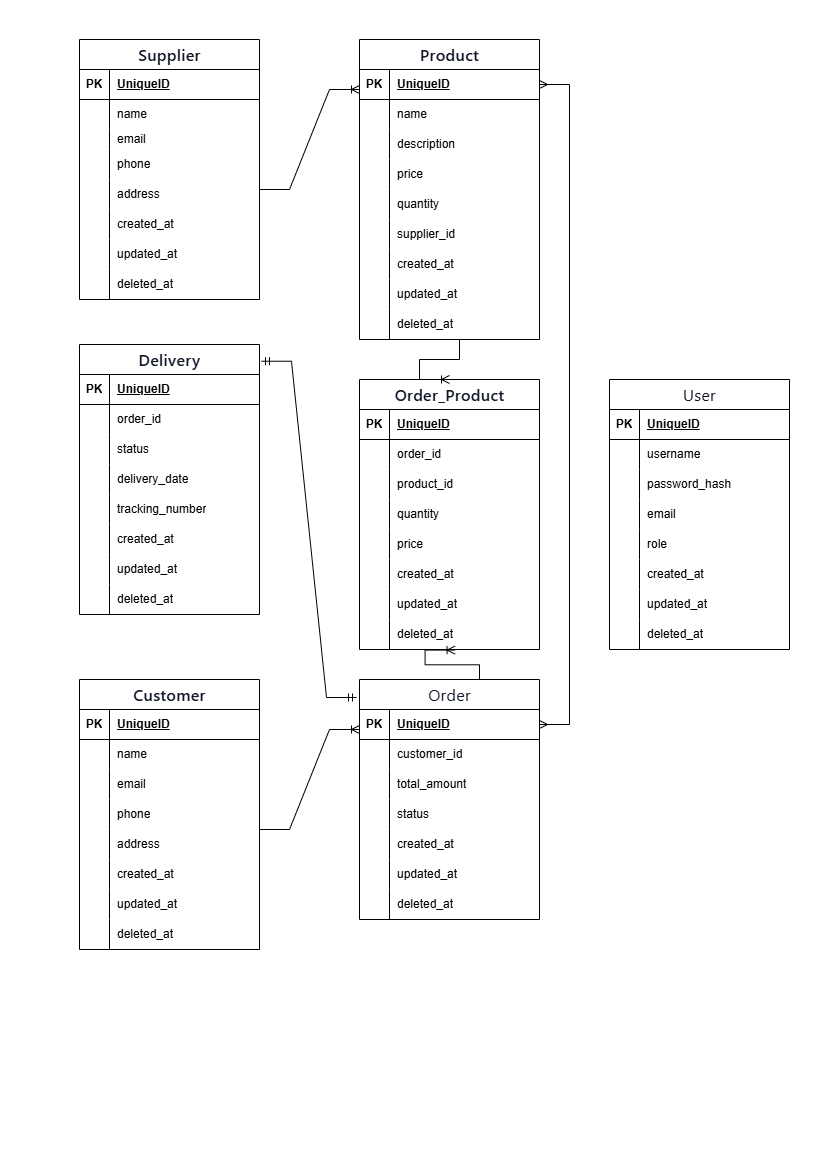 Supplier
PK UniqueID
name
email
phone
address
created_at
updated_at
deleted_at
Product
PK UniqueID
name
description
price
quantity
supplier_id
created_at
updated_at
deleted_at
Delivery
PK UniqueID
order_id
status
delivery_date
tracking_number
created_at
updated_at
deleted_at
Order_Product
PK UniqueID
order_id
product_id
quantity
price
created_at
updated_at
deleted_at
User
PK UniqueID
username
password_hash
email
role
created_at
updated_at
deleted_at
Customer
PK UniqueID
name
email
phone
address
created_at
updated_at
deleted_at
Order
PK UniqueID
customer_id
total_amount
status
created_at
updated_at
deleted_at